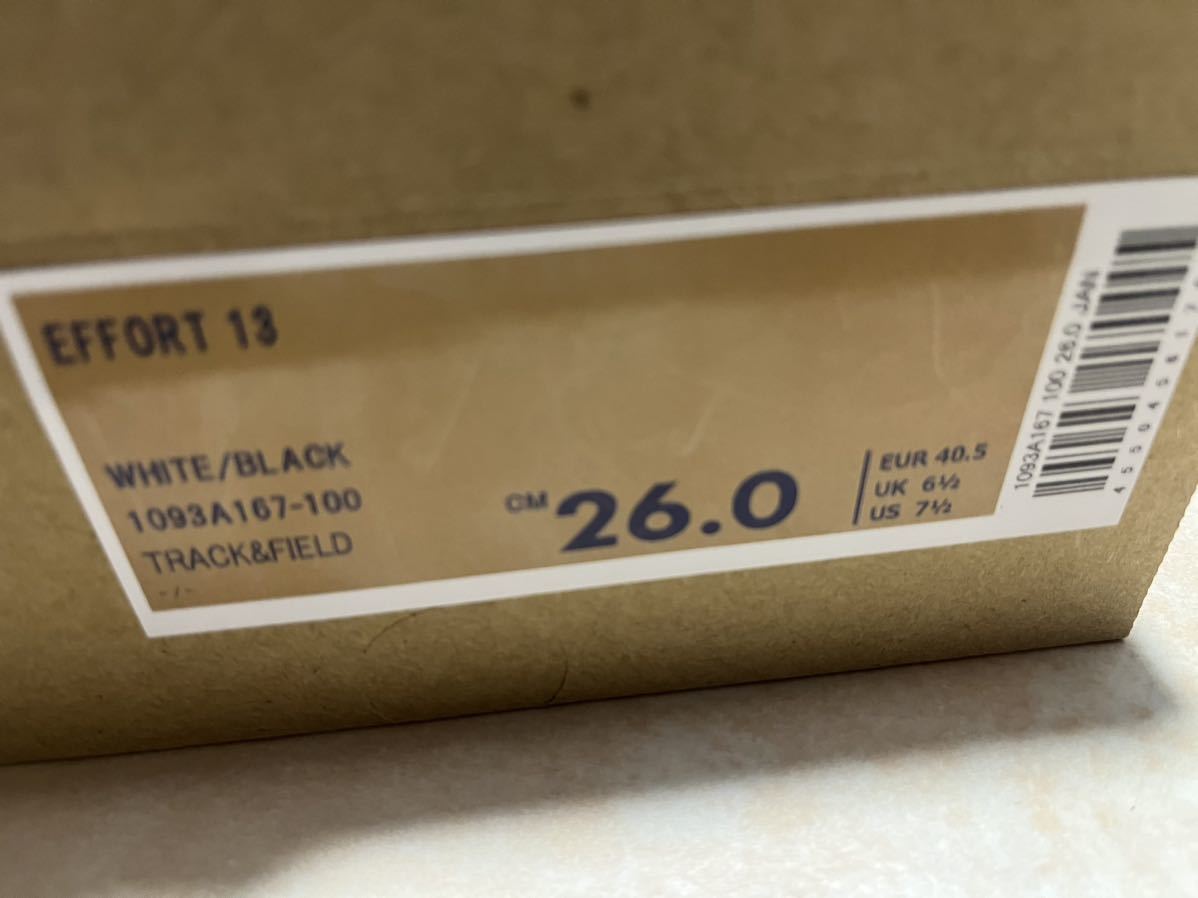 EFFORT 13
WHITE/BLACK
1093A167-100
TRACK&FIELD
-/-
CM 26.0
EUR 40.5
UK 6½
US 7½
1093A167 100 26.0 JAN